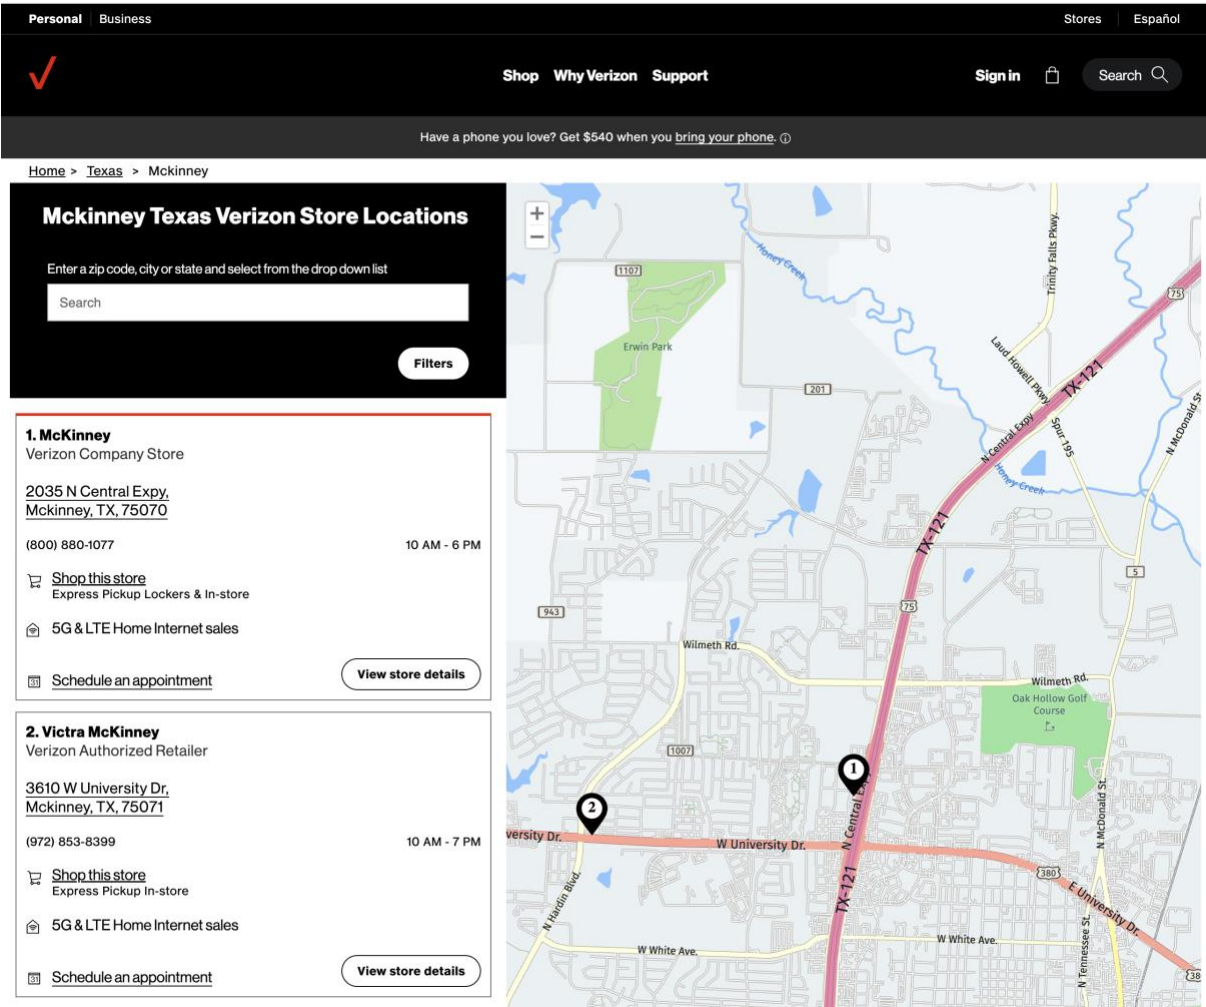 Personal Business Stores Español
Shop Why Verizon Support Sign in Search
Have a phone you love? Get $540 when you bring your phone.
Home > Texas > Mckinney
Mckinney Texas Verizon Store Locations
Enter a zip code, city or state and select from the drop down list
Search
Filters
1. McKinney
Verizon Company Store
2035 N Central Expy,
Mckinney, TX, 75070
(800) 880-1077 10 AM - 6 PM
Shop this store
Express Pickup Lockers & In-store
5G & LTE Home Internet sales
Schedule an appointment
View store details
2. Victra McKinney
Verizon Authorized Retailer
3610 W University Dr,
Mckinney, TX, 75071
(972) 853-8399 10 AM - 7 PM
Shop this store
Express Pickup In-store
5G & LTE Home Internet sales
Schedule an appointment
View store details
+
−
Honey Creek
Trinity Falls Pkwy.
1107
75
Erwin Park
Laud Howell Pkwy.
TX-121
201
N McDonald St
N Central Expy
Spur 195
Honey Creek
TX-121
5
75
943
Wilmeth Rd.
Wilmeth Rd.
Oak Hollow Golf
Course
1007
1
2
N Central Expy
N McDonald St.
versity Dr.
W University Dr.
380
E University Dr.
TX-121
N Hardin Blvd.
W White Ave.
W White Ave.
N Tennessee St.
38